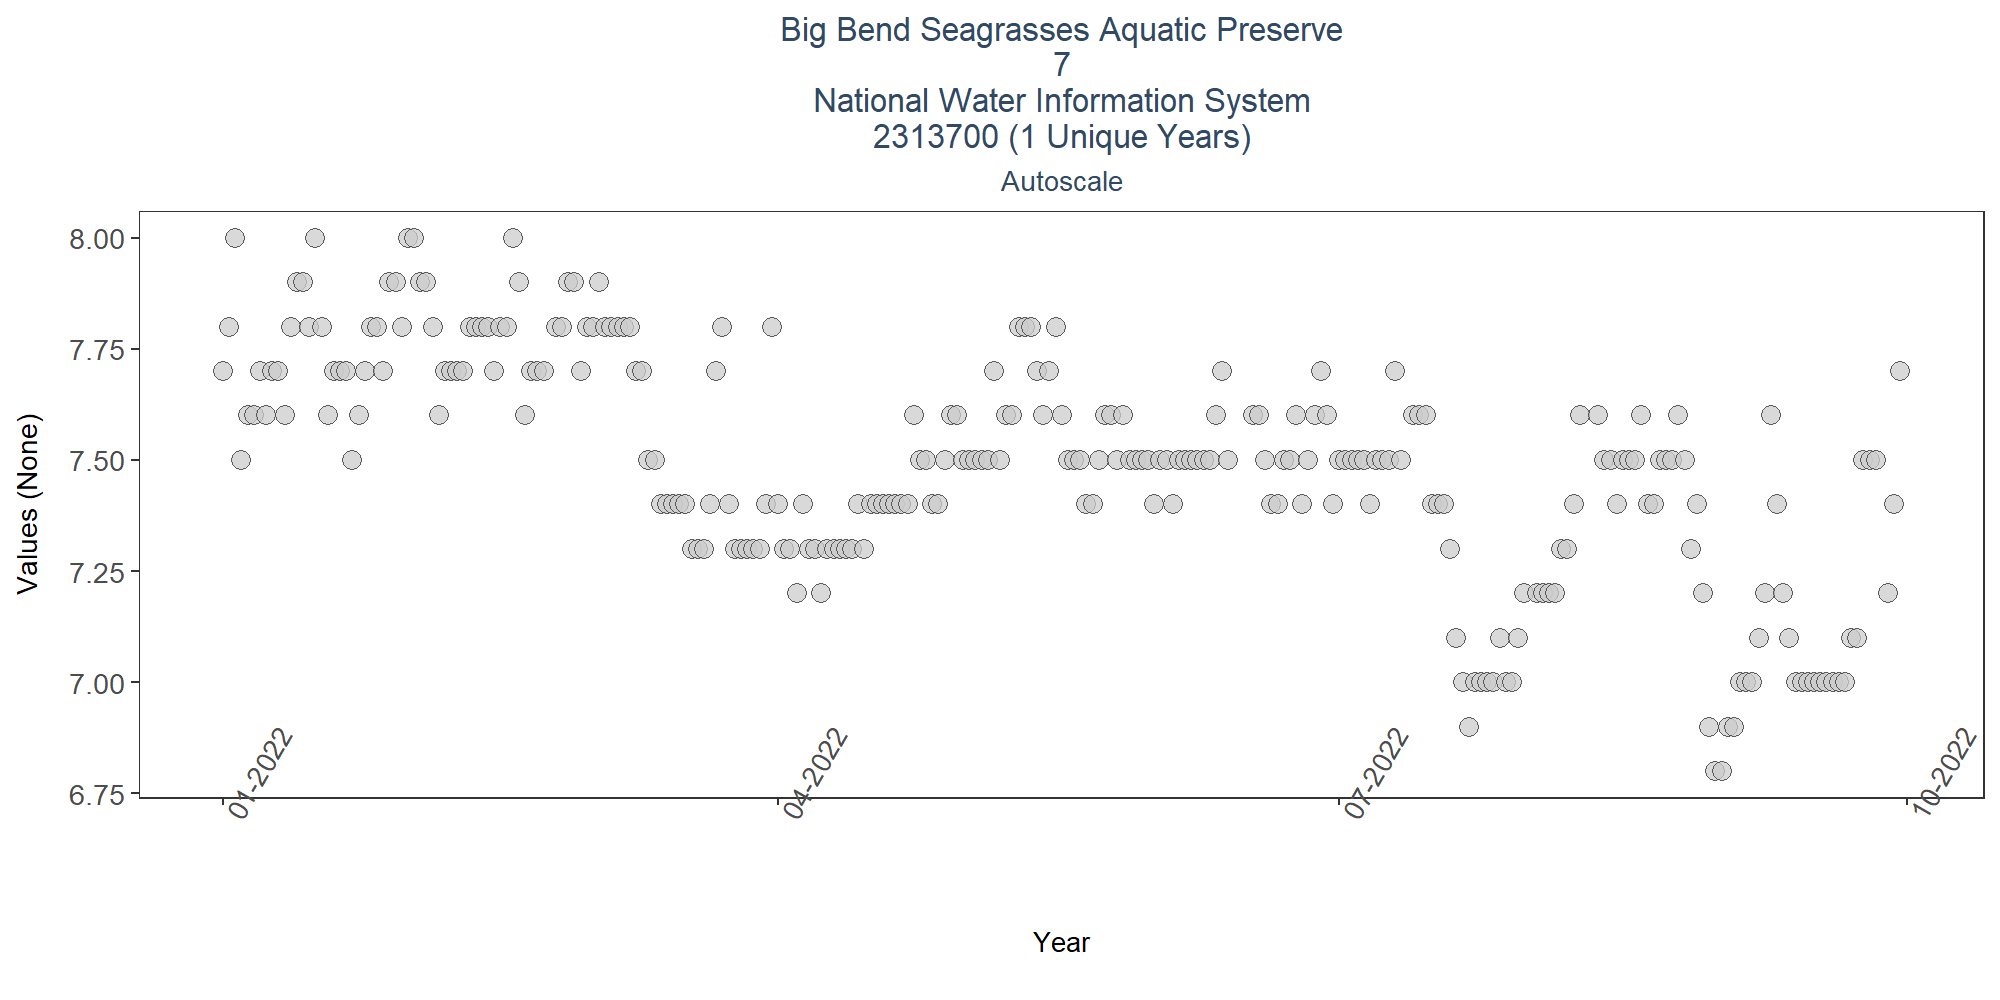 Big Bend Seagrasses Aquatic Preserve
7
National Water Information System
2313700 (1 Unique Years)
Autoscale
Values (None)
8.00
7.75
7.50
7.25
7.00
6.75
01-2022
04-2022
07-2022
10-2022
Year